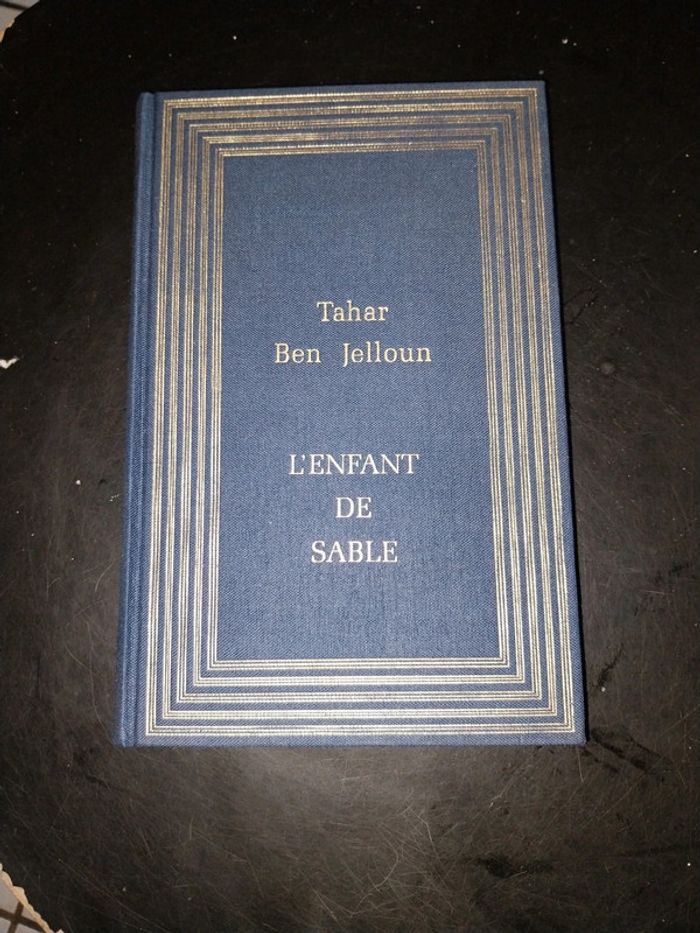 Tahar
Ben Jelloun
L'ENFANT
DE
SABLE